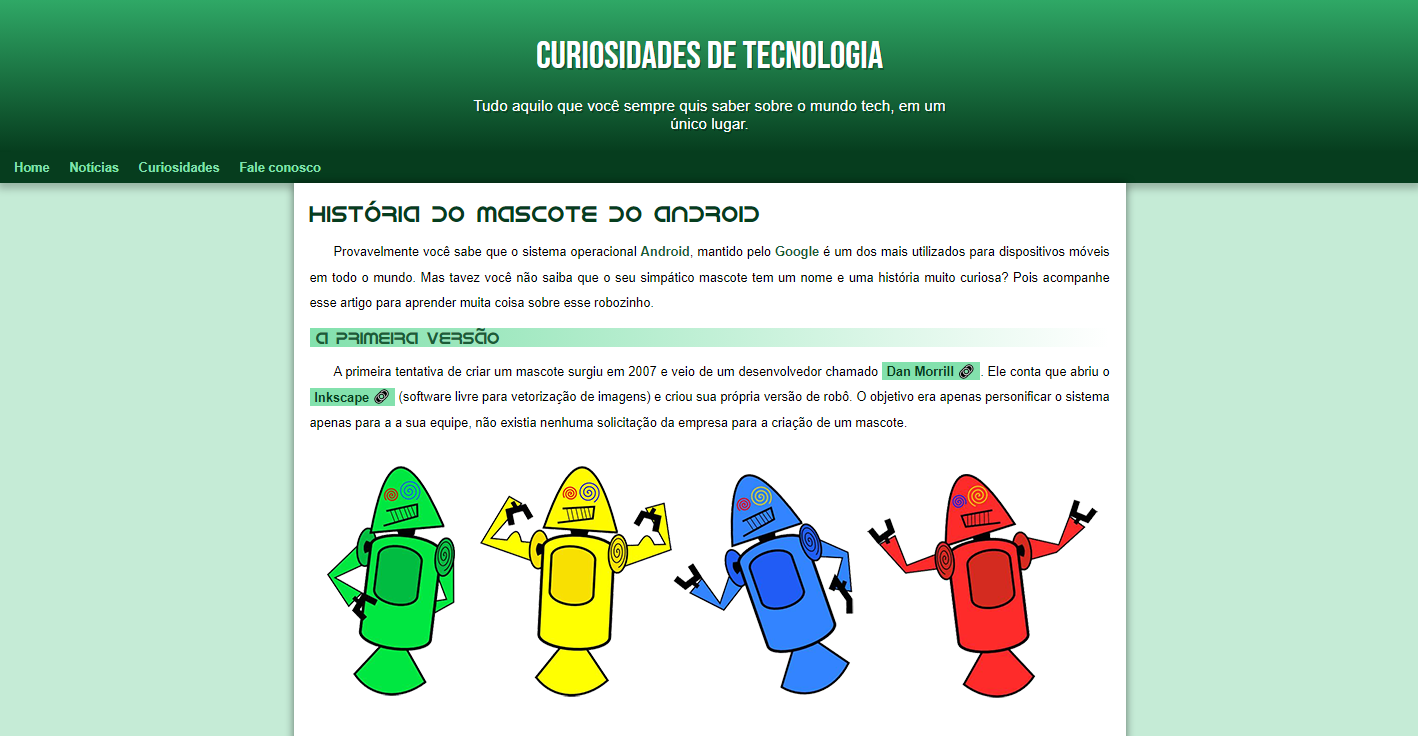 CURIOSIDADES DE TECNOLOGIA
Tudo aquilo que você sempre quis saber sobre o mundo tech, em um
único lugar.
Home Notícias Curiosidades Fale conosco
HISTÓRIA DO MASCOTE DO ANDROID
Provavelmente você sabe que o sistema operacional Android, mantido pelo Google é um dos mais utilizados para dispositivos móveis
em todo o mundo. Mas tavez você não saiba que o seu simpático mascote tem um nome e uma história muito curiosa? Pois acompanhe
esse artigo para aprender muita coisa sobre esse robozinho.
A PRIMEIRA VERSÃO
A primeira tentativa de criar um mascote surgiu em 2007 e veio de um desenvolvedor chamado Dan Morrill. Ele conta que abriu o
Inkscape (software livre para vetorização de imagens) e criou sua própria versão de robô. O objetivo era apenas personificar o sistema
apenas para a a sua equipe, não existia nenhuma solicitação da empresa para a criação de um mascote.